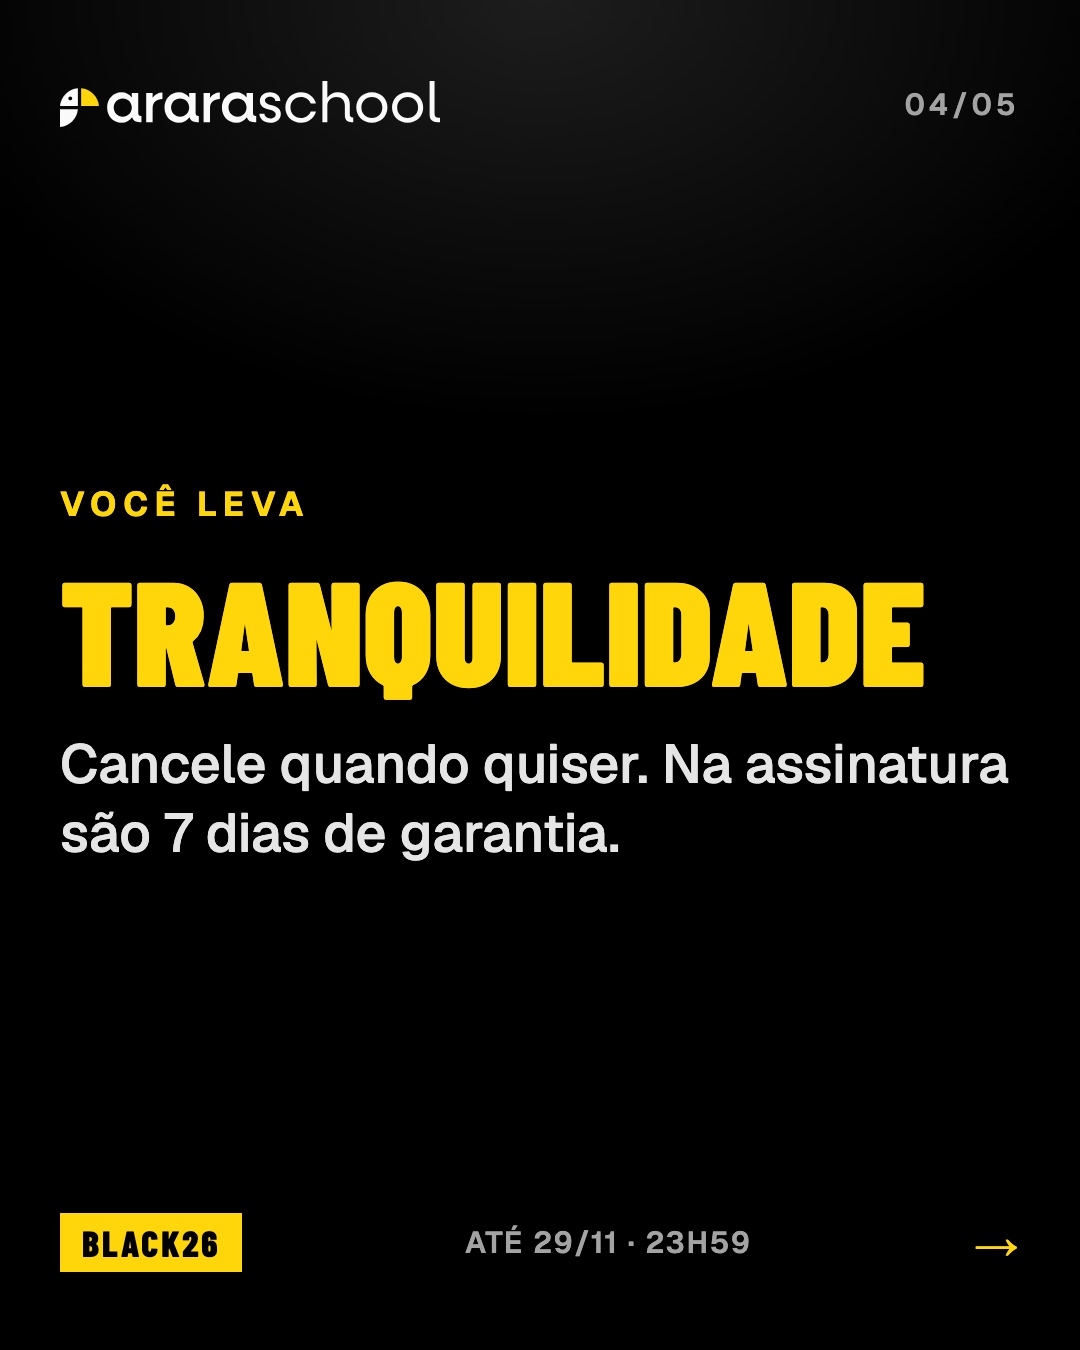 araraschool
04/05
VOCÊ LEVA
TRANQUILIDADE
Cancele quando quiser. Na assinatura
são 7 dias de garantia.
BLACK26
ATÉ 29/11 · 23H59
→